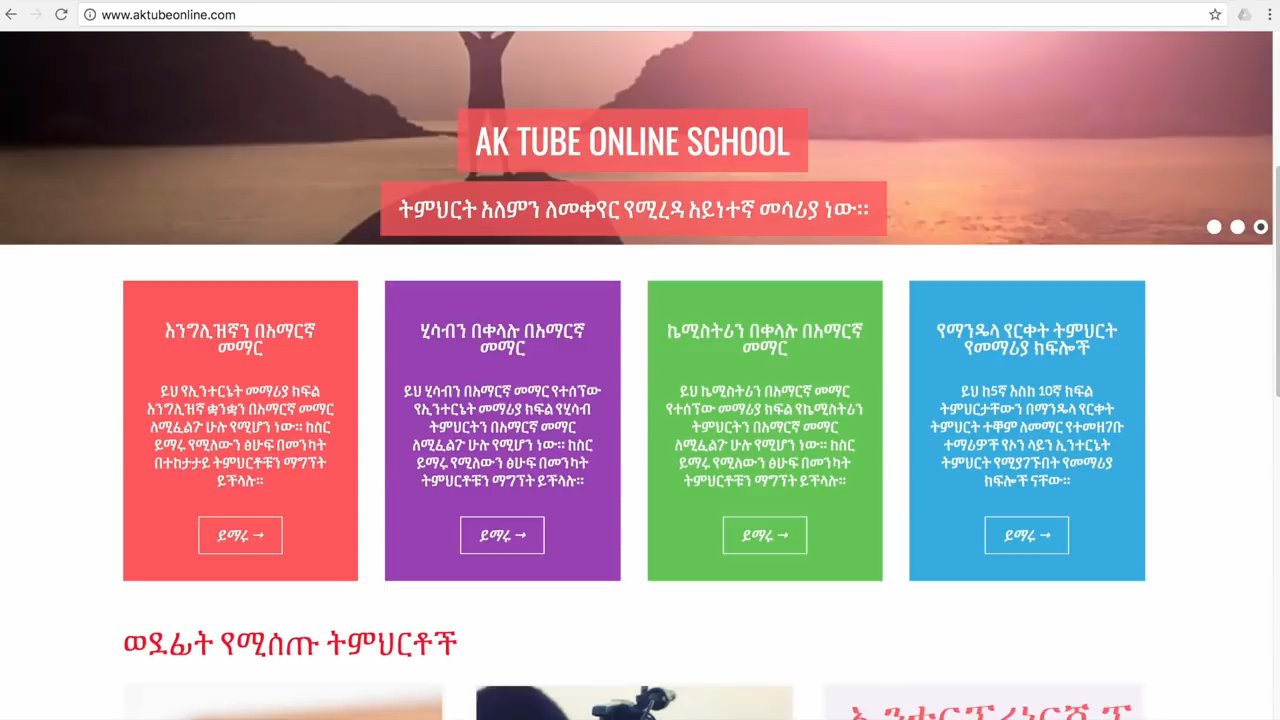 www.aktubeonline.com
AK TUBE ONLINE SCHOOL
ትምህርት አለምን ለመቀየር የሚረዳ አይነተኛ መሳሪያ ነው።
እንግሊዝኛን በአማርኛ
መማር
ይህ የኢንተርኔት መማሪያ ክፍል
እንግሊዝኛ ቋንቋን በአማርኛ መማር
ለሚፈልጉ ሁሉ የሚሆን ነው። ከስር
ይማሩ የሚለውን ፅሁፍ በመንካት
በተከታታይ ትምህርቶቹን ማግኘት
ይችላሉ።
ይማሩ →
ሂሳብን በቀላሉ በአማርኛ
መማር
ይህ ሂሳብን በአማርኛ መማር የተሰኘው
የኢንተርኔት መማሪያ ክፍል የሂሳብ
ትምህርትን በአማርኛ መማር
ለሚፈልጉ ሁሉ የሚሆን ነው። ከስር
ይማሩ የሚለውን ፅሁፍ በመንካት
ትምህርቶቹን ማግኘት ይችላሉ።
ይማሩ →
ኬሚስትሪን በቀላሉ በአማርኛ
መማር
ይህ ኬሚስትሪን በአማርኛ መማር
የተሰኘው መማሪያ ክፍል የኬሚስትሪን
ትምህርትን በአማርኛ መማር
ለሚፈልጉ ሁሉ የሚሆን ነው። ከስር
ይማሩ የሚለውን ፅሁፍ በመንካት
ትምህርቶቹን ማግኘት ይችላሉ።
ይማሩ →
የማንዴላ የርቀት ትምህርት
የመማሪያ ክፍሎች
ይህ ከ5ኛ እስከ 10ኛ ክፍል
ትምህርታቸውን በማንዴላ የርቀት
ትምህርት ተቐም ለመማር የተመዘገቡ
ተማሪዎች የኦን ላይን ኢንተርኔት
ትምህርት የሚያገኙበት የመማሪያ
ክፍሎች ናቸው።
ይማሩ →
ወደፊት የሚሰጡ ትምህርቶች